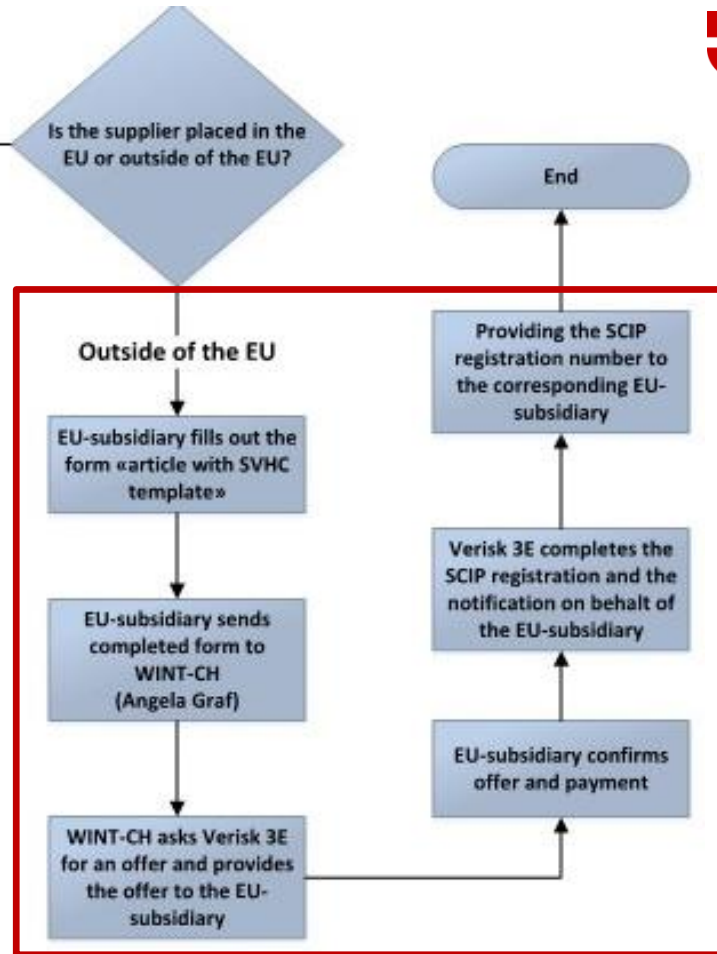 Is the supplier placed in the
EU or outside of the EU?
Outside of the EU
EU-subsidiary fills out the
form «article with SVHC
template»
EU-subsidiary sends
completed form to
WINT-CH
(Angela Graf)
WINT-CH asks Verisk 3E
for an offer and provides
the offer to the EU-
subsidiary
EU-subsidiary confirms
offer and payment
Verisk 3E completes the
SCIP registration and the
notification on behalf of
the EU-subsidiary
Providing the SCIP
registration number to
the corresponding EU-
subsidiary
End